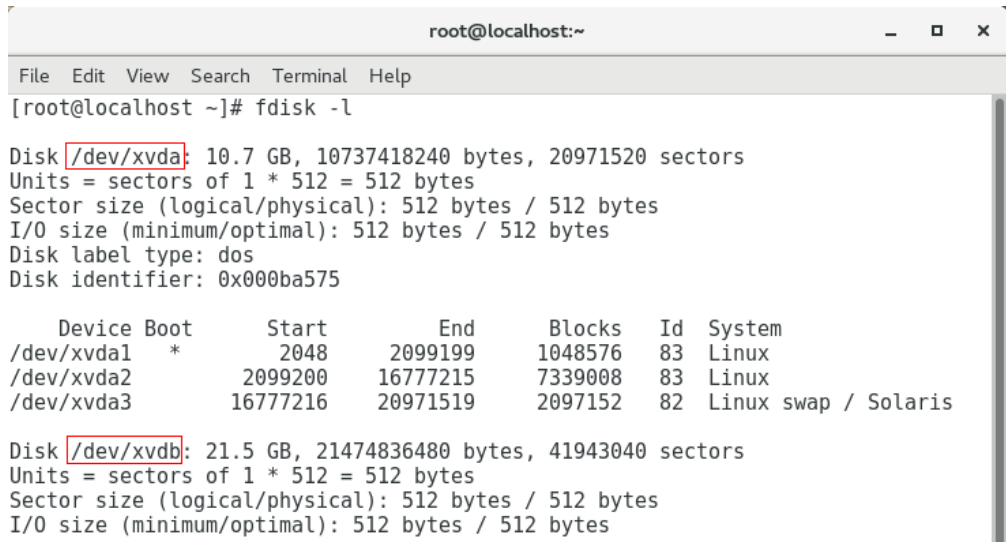 root@localhost:~
File Edit View Search Terminal Help
[root@localhost ~]# fdisk -l
Disk /dev/xvda: 10.7 GB, 10737418240 bytes, 20971520 sectors
Units = sectors of 1 * 512 = 512 bytes
Sector size (logical/physical): 512 bytes / 512 bytes
I/O size (minimum/optimal): 512 bytes / 512 bytes
Disk label type: dos
Disk identifier: 0x000ba575
Device Boot Start End Blocks Id System
/dev/xvda1 * 2048 2099199 1048576 83 Linux
/dev/xvda2 2099200 16777215 7339008 83 Linux
/dev/xvda3 16777216 20971519 2097152 82 Linux swap / Solaris
Disk /dev/xvdb: 21.5 GB, 21474836480 bytes, 41943040 sectors
Units = sectors of 1 * 512 = 512 bytes
Sector size (logical/physical): 512 bytes / 512 bytes
I/O size (minimum/optimal): 512 bytes / 512 bytes